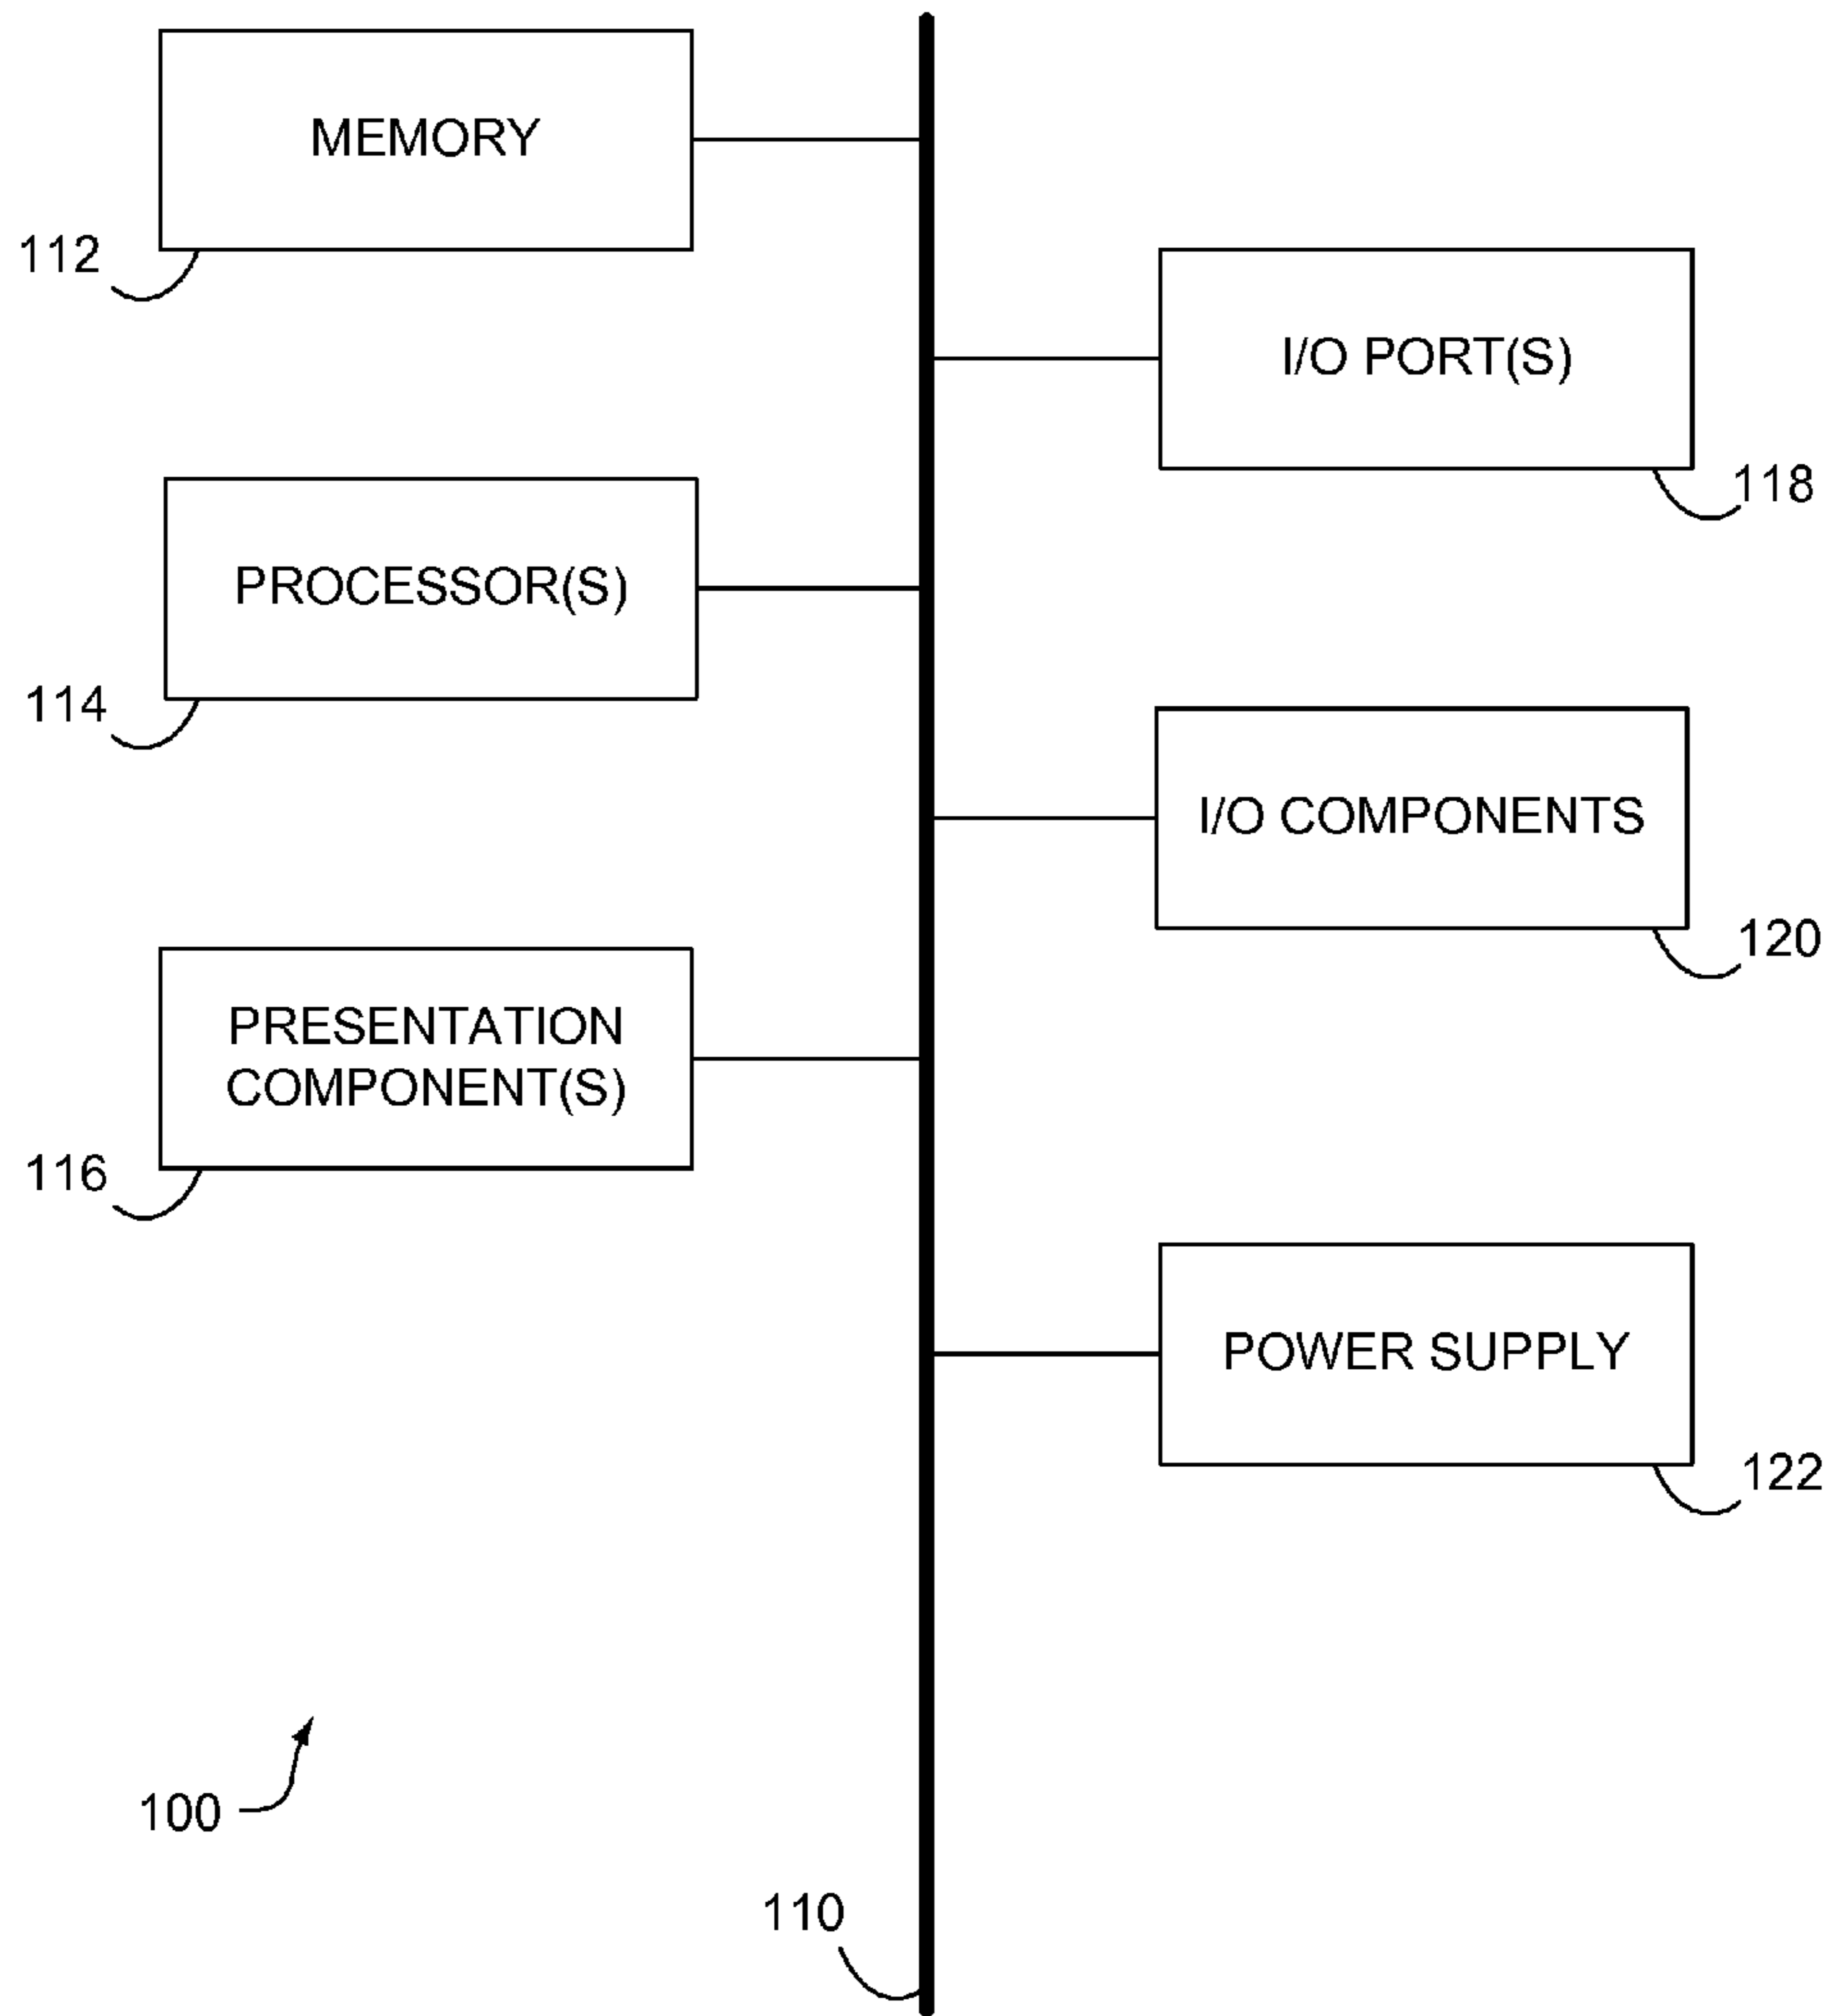 MEMORY
112
I/O PORT(S)
118
PROCESSOR(S)
114
I/O COMPONENTS
120
PRESENTATION
COMPONENT(S)
116
POWER SUPPLY
122
100
110